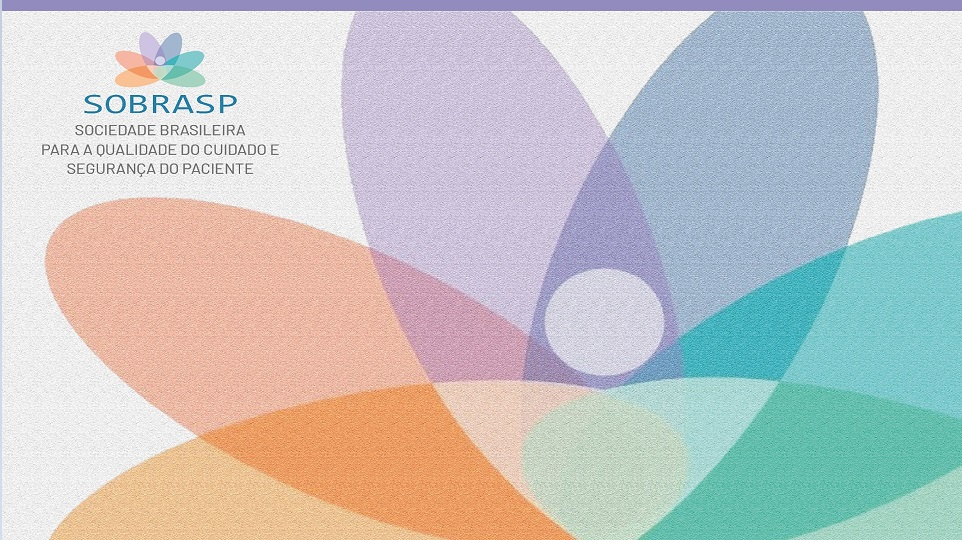 SOBRASP
SOCIEDADE BRASILEIRA
PARA A QUALIDADE DO CUIDADO E
SEGURANÇA DO PACIENTE